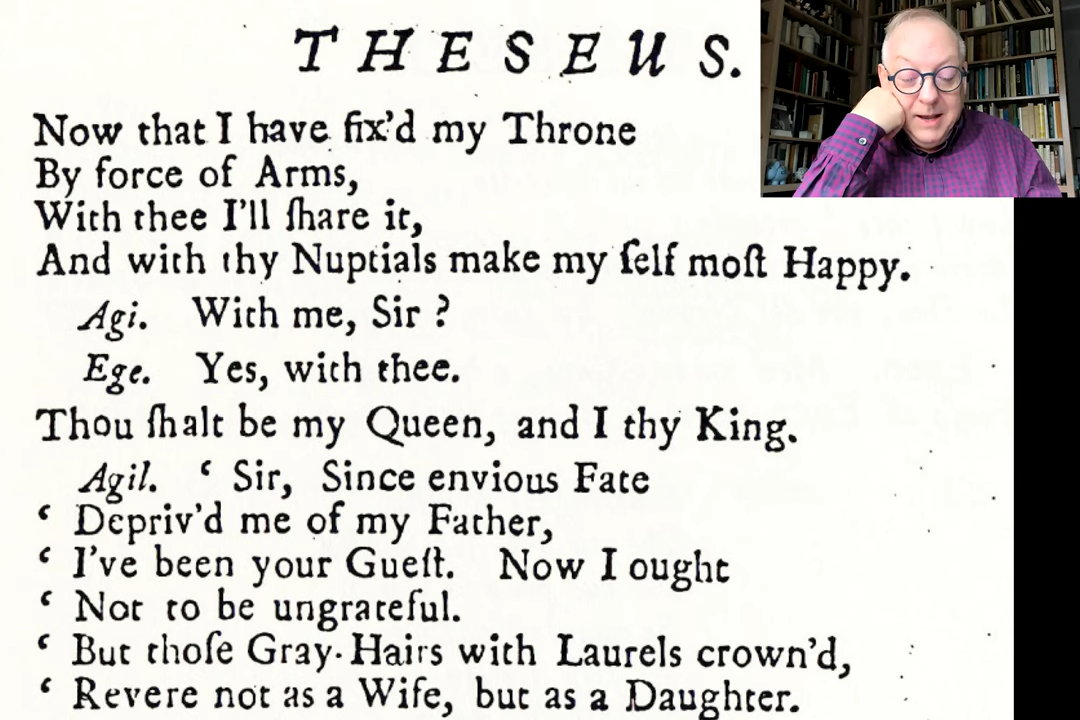 THESEUS.
Now that I have fix'd my Throne
By force of Arms,
With thee I'll ſhare it,
And with thy Nuptials make my ſelf moſt Happy.
Agi. With me, Sir ?
Ege. Yes, with thee.
Thou ſhalt be my Queen, and I thy King.
Agil. ‘ Sir, Since envious Fate
‘ Depriv'd me of my Father,
‘ I've been your Gueſt. Now I ought
‘ Not to be ungrateful.
‘ But thoſe Gray-Hairs with Laurels crown'd,
‘ Revere not as a Wife, but as a Daughter.